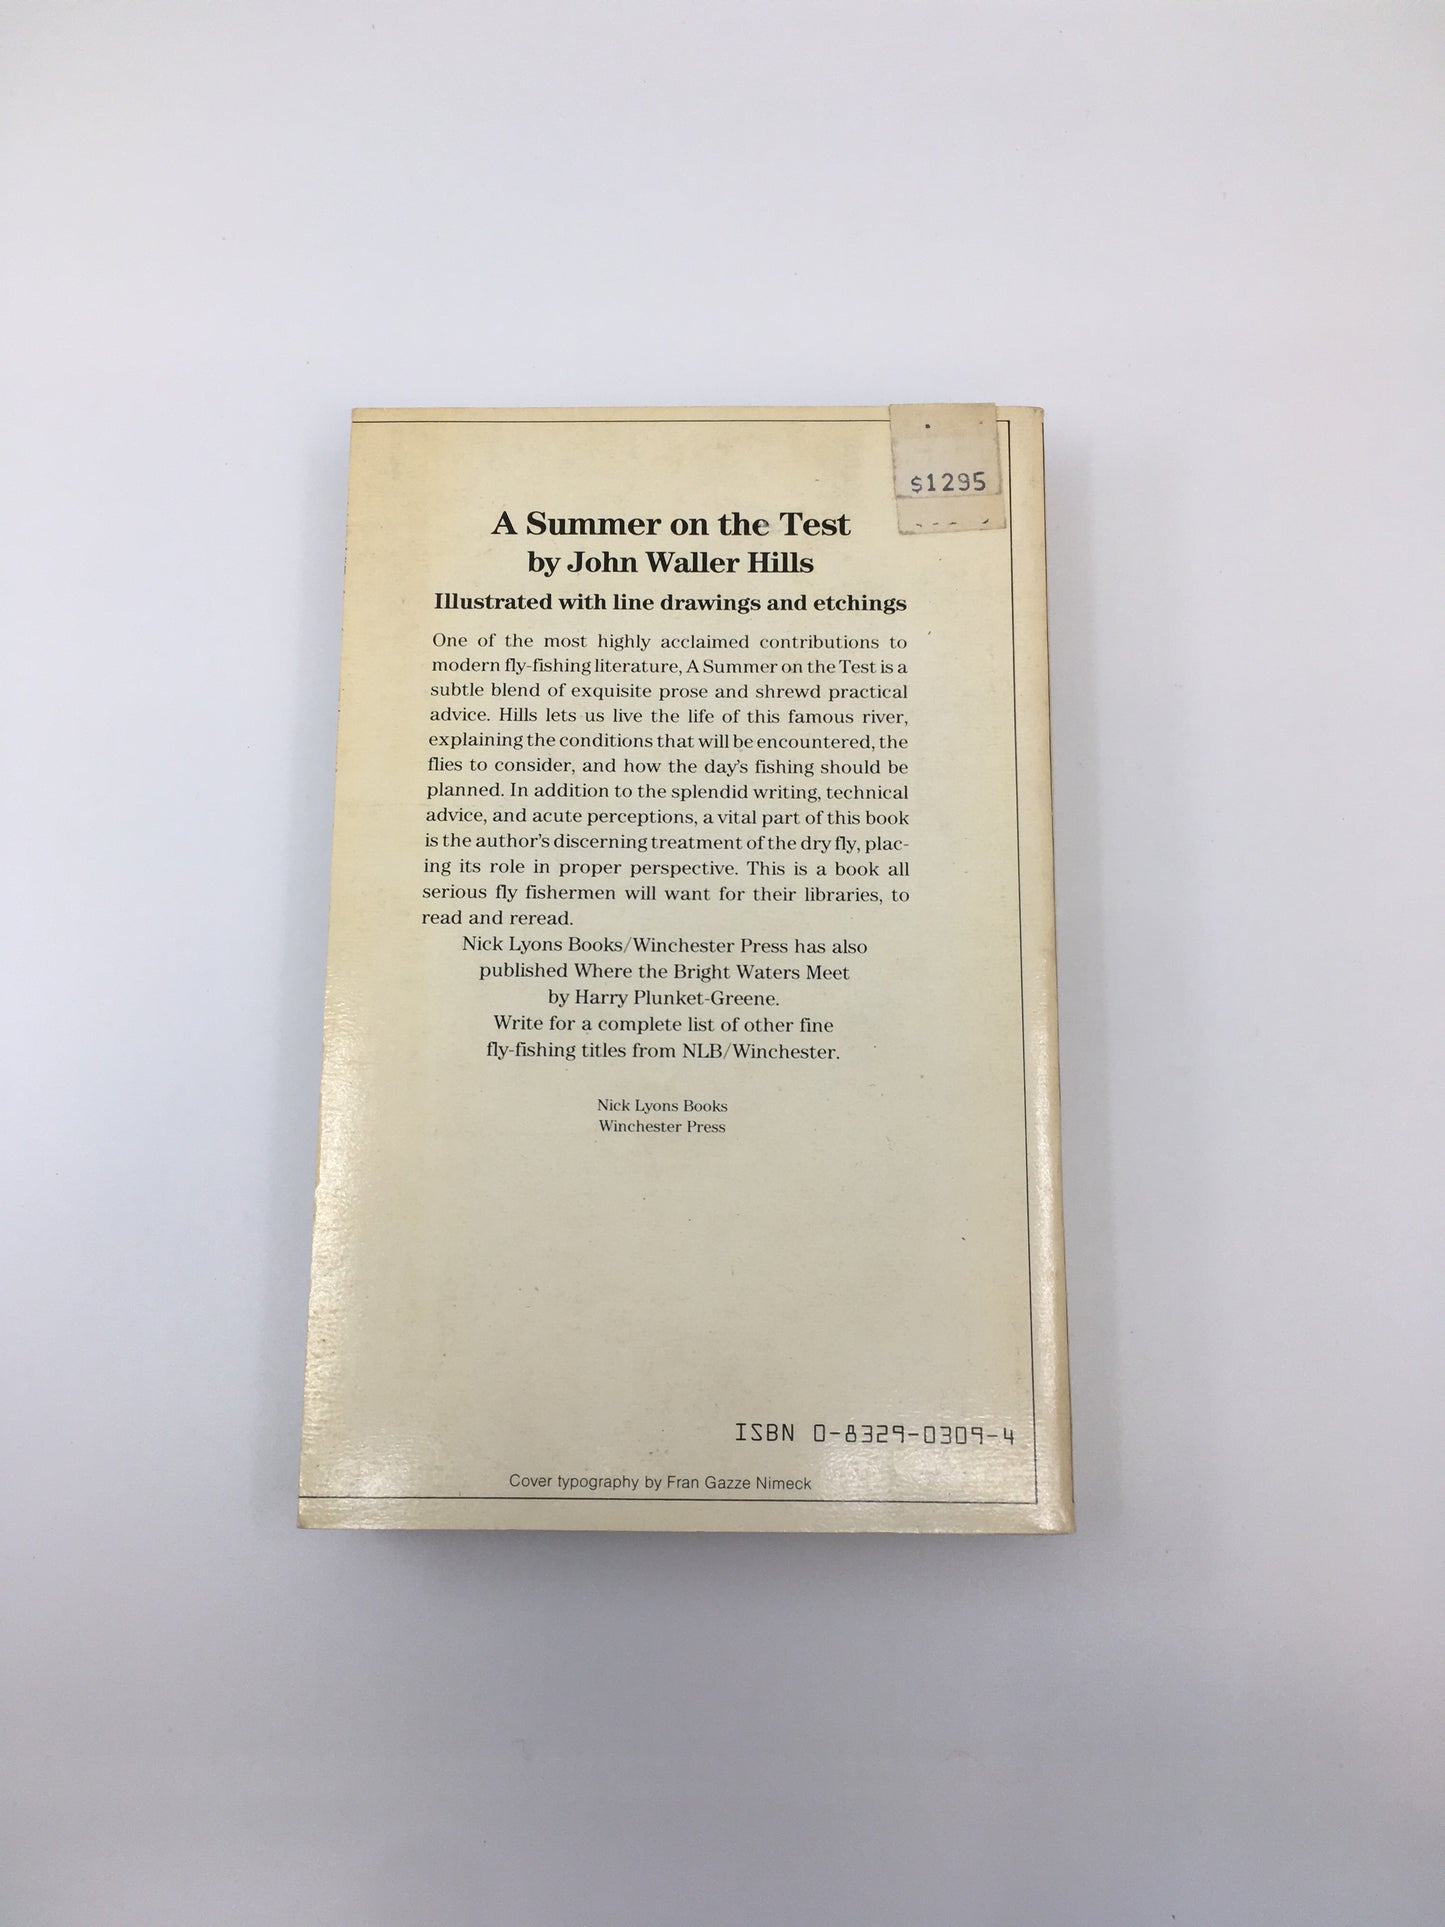 $1295
A Summer on the Test
by John Waller Hills
Illustrated with line drawings and etchings
One of the most highly acclaimed contributions to
modern fly-fishing literature, A Summer on the Test is a
subtle blend of exquisite prose and shrewd practical
advice. Hills lets us live the life of this famous river,
explaining the conditions that will be encountered, the
flies to consider, and how the day's fishing should be
planned. In addition to the splendid writing, technical
advice, and acute perceptions, a vital part of this book
is the author's discerning treatment of the dry fly, plac-
ing its role in proper perspective. This is a book all
serious fly fishermen will want for their libraries, to
read and reread.
Nick Lyons Books/Winchester Press has also
published Where the Bright Waters Meet
by Harry Plunket-Greene.
Write for a complete list of other fine
fly-fishing titles from NLB/Winchester.
Nick Lyons Books
Winchester Press
ISBN 0-8329-0309-4
Cover typography by Fran Gazze Nimeck